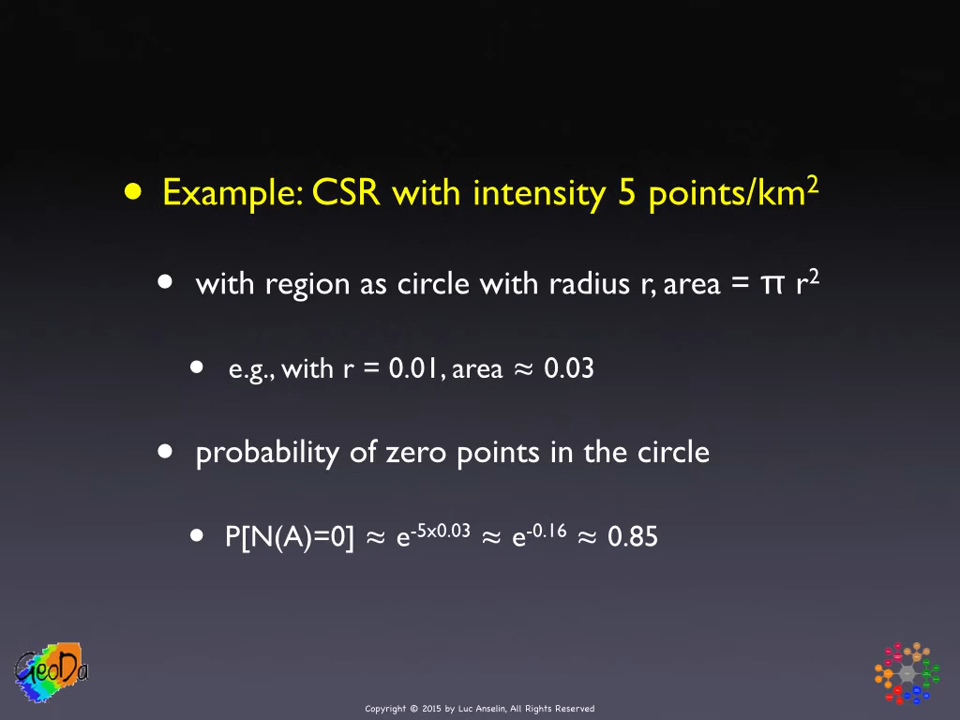 • Example: CSR with intensity 5 points/km²
• with region as circle with radius r, area = π r²
• e.g., with r = 0.01, area ≈ 0.03
• probability of zero points in the circle
• P[N(A)=0] ≈ e⁻⁵ˣ⁰·⁰³ ≈ e⁻⁰·¹⁶ ≈ 0.85
GeoDa
Copyright © 2015 by Luc Anselin, All Rights Reserved